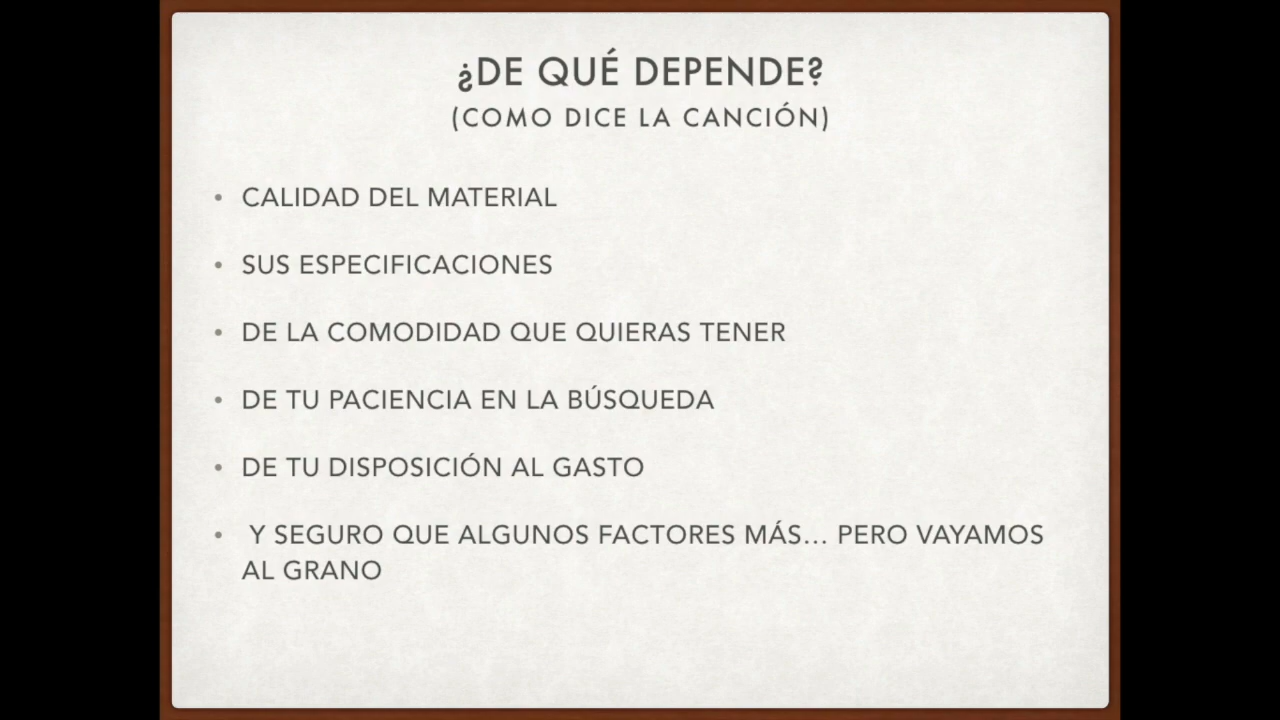 ¿DE QUÉ DEPENDE?
(COMO DICE LA CANCIÓN)
• CALIDAD DEL MATERIAL
• SUS ESPECIFICACIONES
• DE LA COMODIDAD QUE QUIERAS TENER
• DE TU PACIENCIA EN LA BÚSQUEDA
• DE TU DISPOSICIÓN AL GASTO
• Y SEGURO QUE ALGUNOS FACTORES MÁS... PERO VAYAMOS
AL GRANO